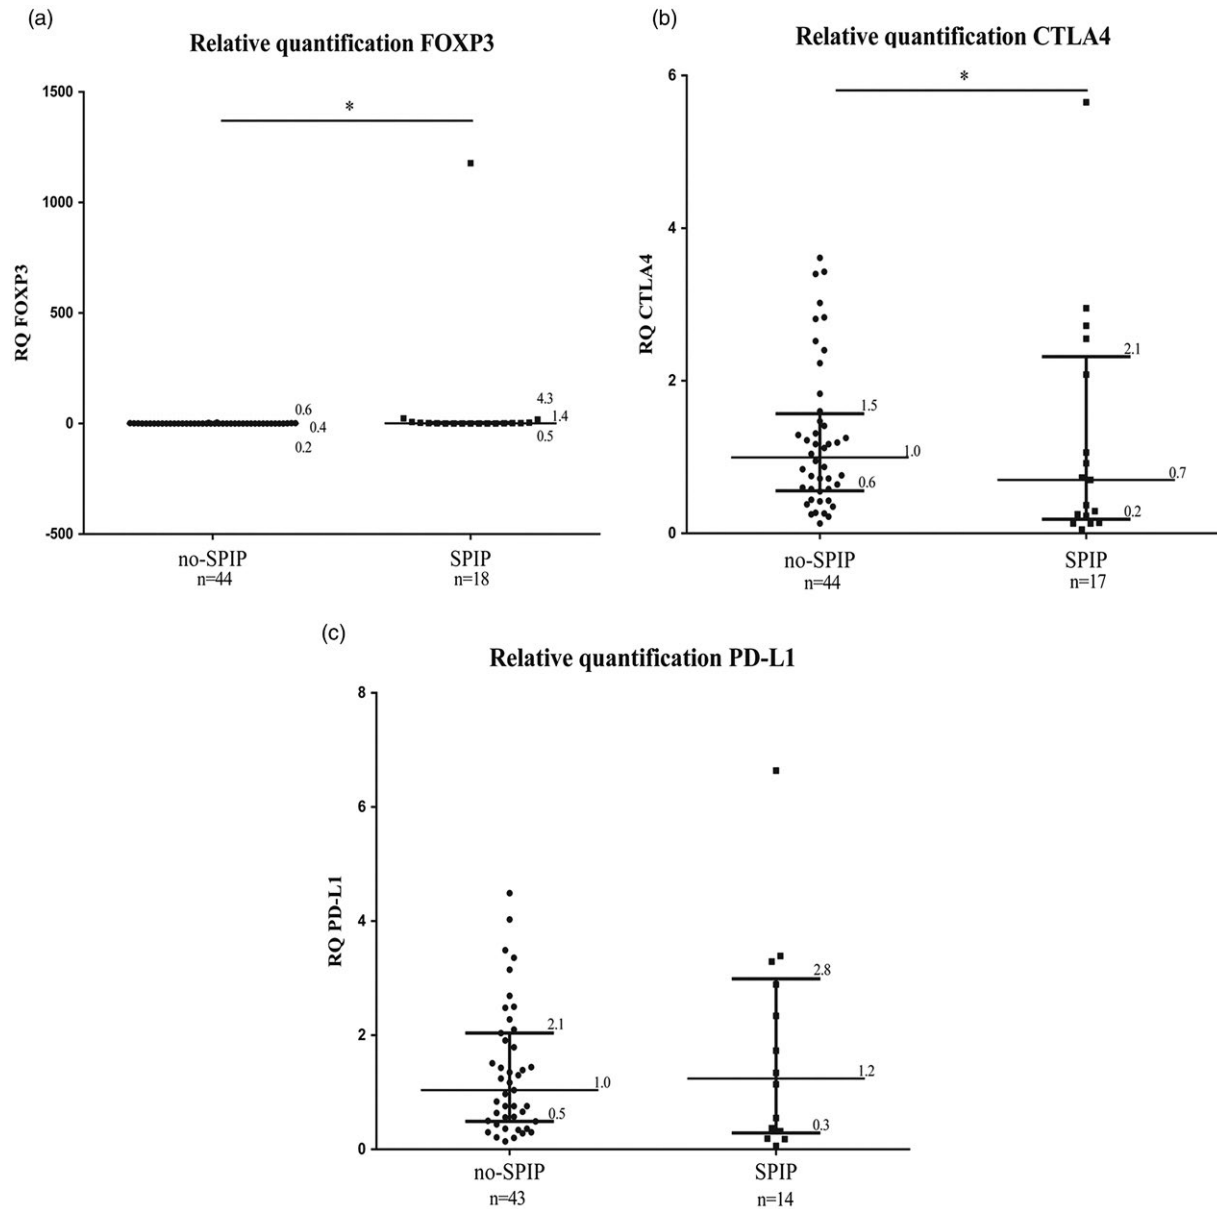 (a)
Relative quantification FOXP3
1500
1000
500
0
-500
RQ FOXP3
*
0.6
0.4
0.2
4.3
1.4
0.5
no-SPIP
n=44
SPIP
n=18
(b)
Relative quantification CTLA4
6
4
2
0
RQ CTLA4
*
1.5
1.0
0.6
2.1
0.7
0.2
no-SPIP
n=44
SPIP
n=17
(c)
Relative quantification PD-L1
8
6
4
2
0
RQ PD-L1
2.1
1.0
0.5
2.8
1.2
0.3
no-SPIP
n=43
SPIP
n=14